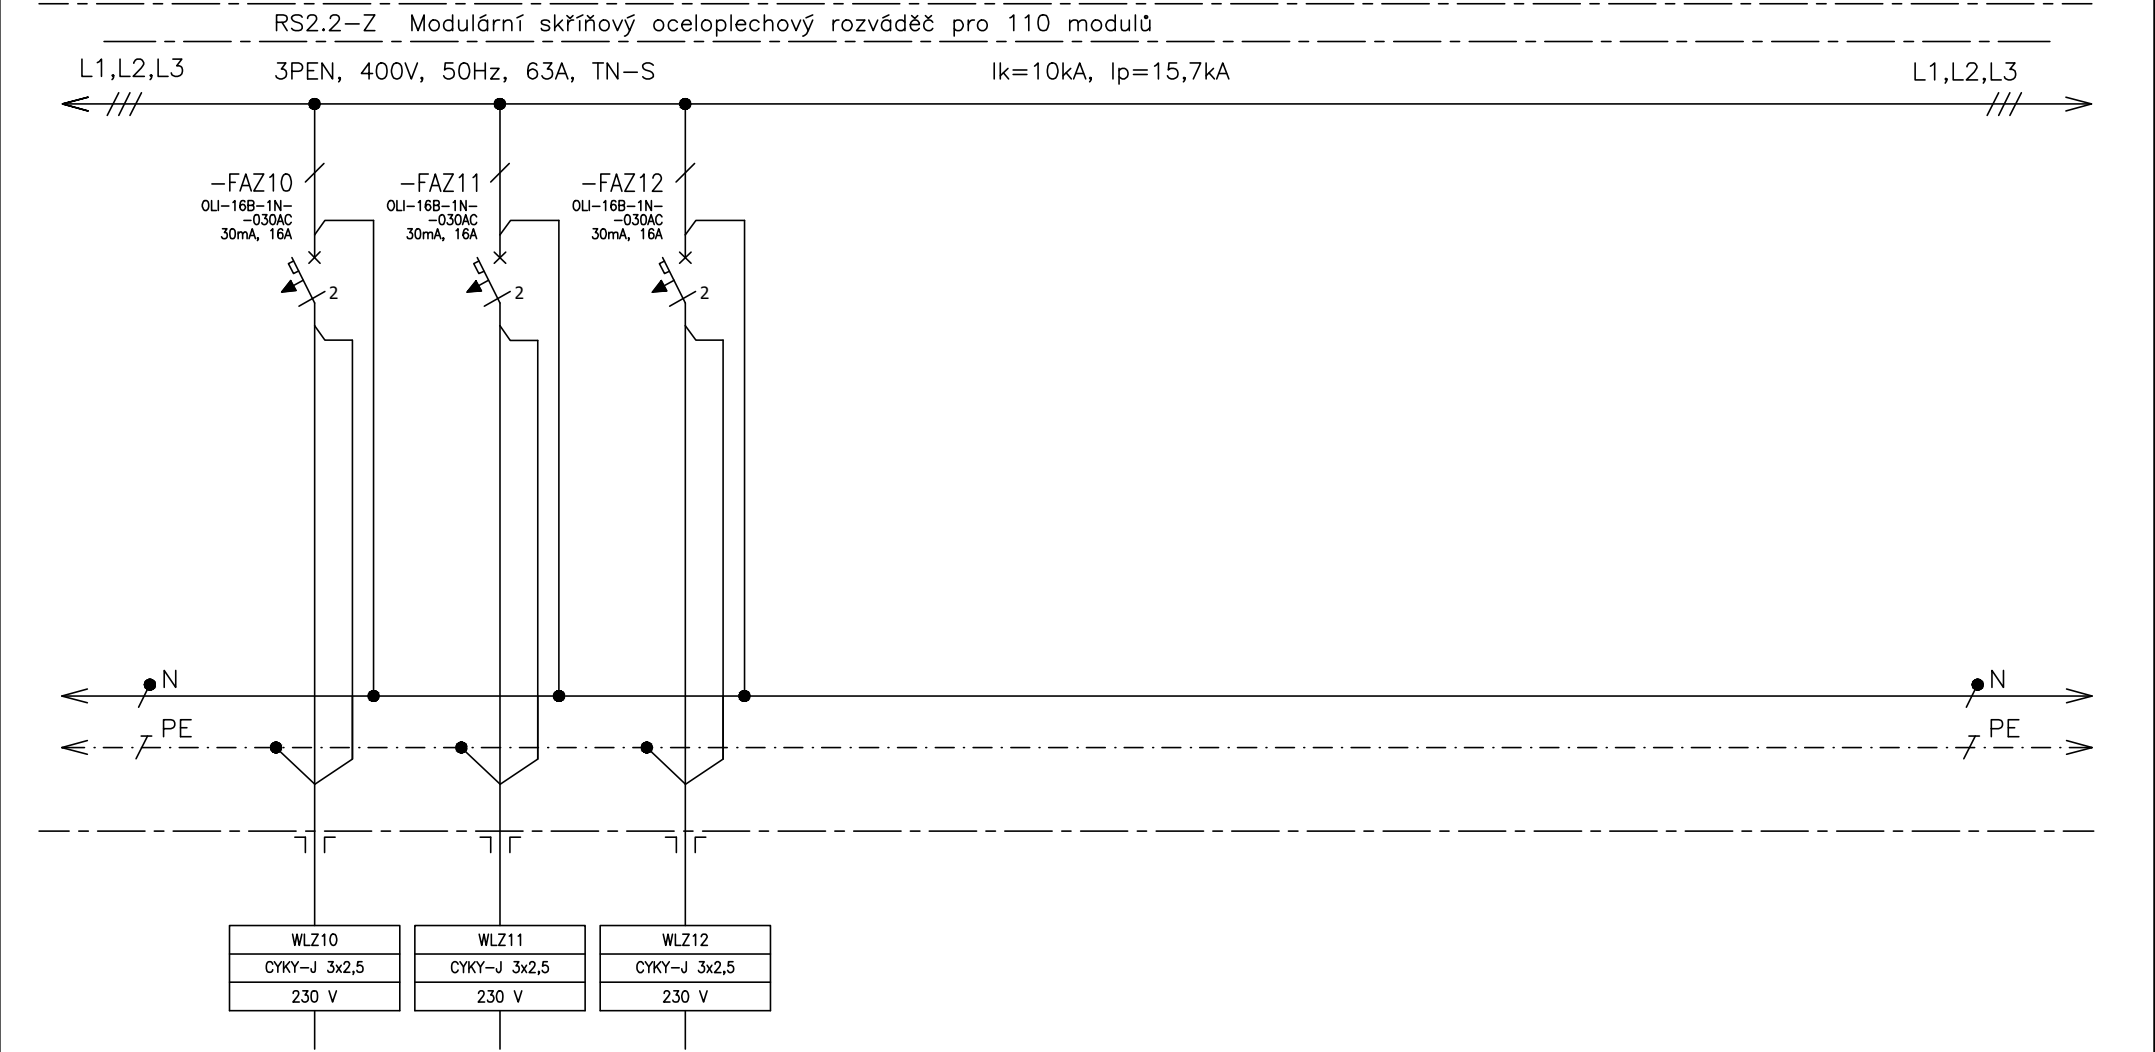 RS2.2-Z Modulární skříňový oceloplechový rozváděč pro 110 modulů
L1,L2,L3 3PEN, 400V, 50Hz, 63A, TN-S Ik=10kA, Ip=15,7kA L1,L2,L3
-FAZ10
OLI-16B-1N-
-030AC
30mA, 16A
2
-FAZ11
OLI-16B-1N-
-030AC
30mA, 16A
2
-FAZ12
OLI-16B-1N-
-030AC
30mA, 16A
2
N N
PE PE
WLZ10
CYKY-J 3x2,5
230 V
WLZ11
CYKY-J 3x2,5
230 V
WLZ12
CYKY-J 3x2,5
230 V